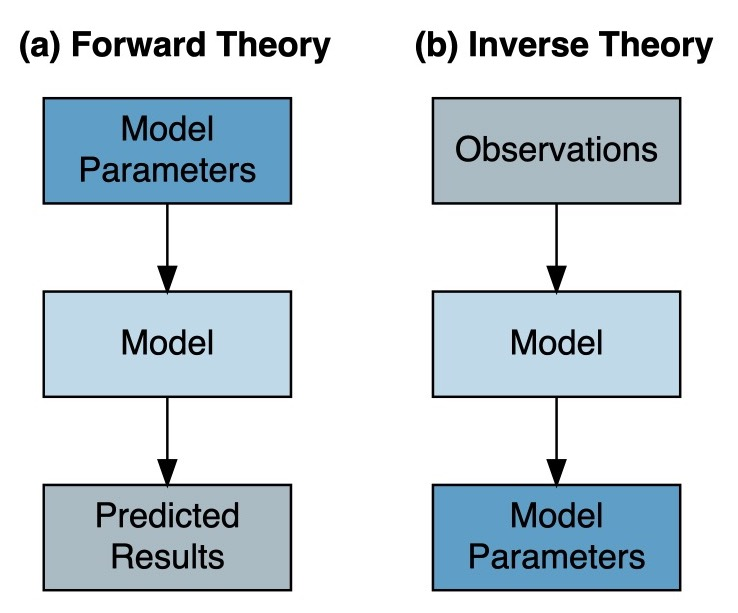 (a) Forward Theory
Model
Parameters
Model
Predicted
Results
(b) Inverse Theory
Observations
Model
Model
Parameters